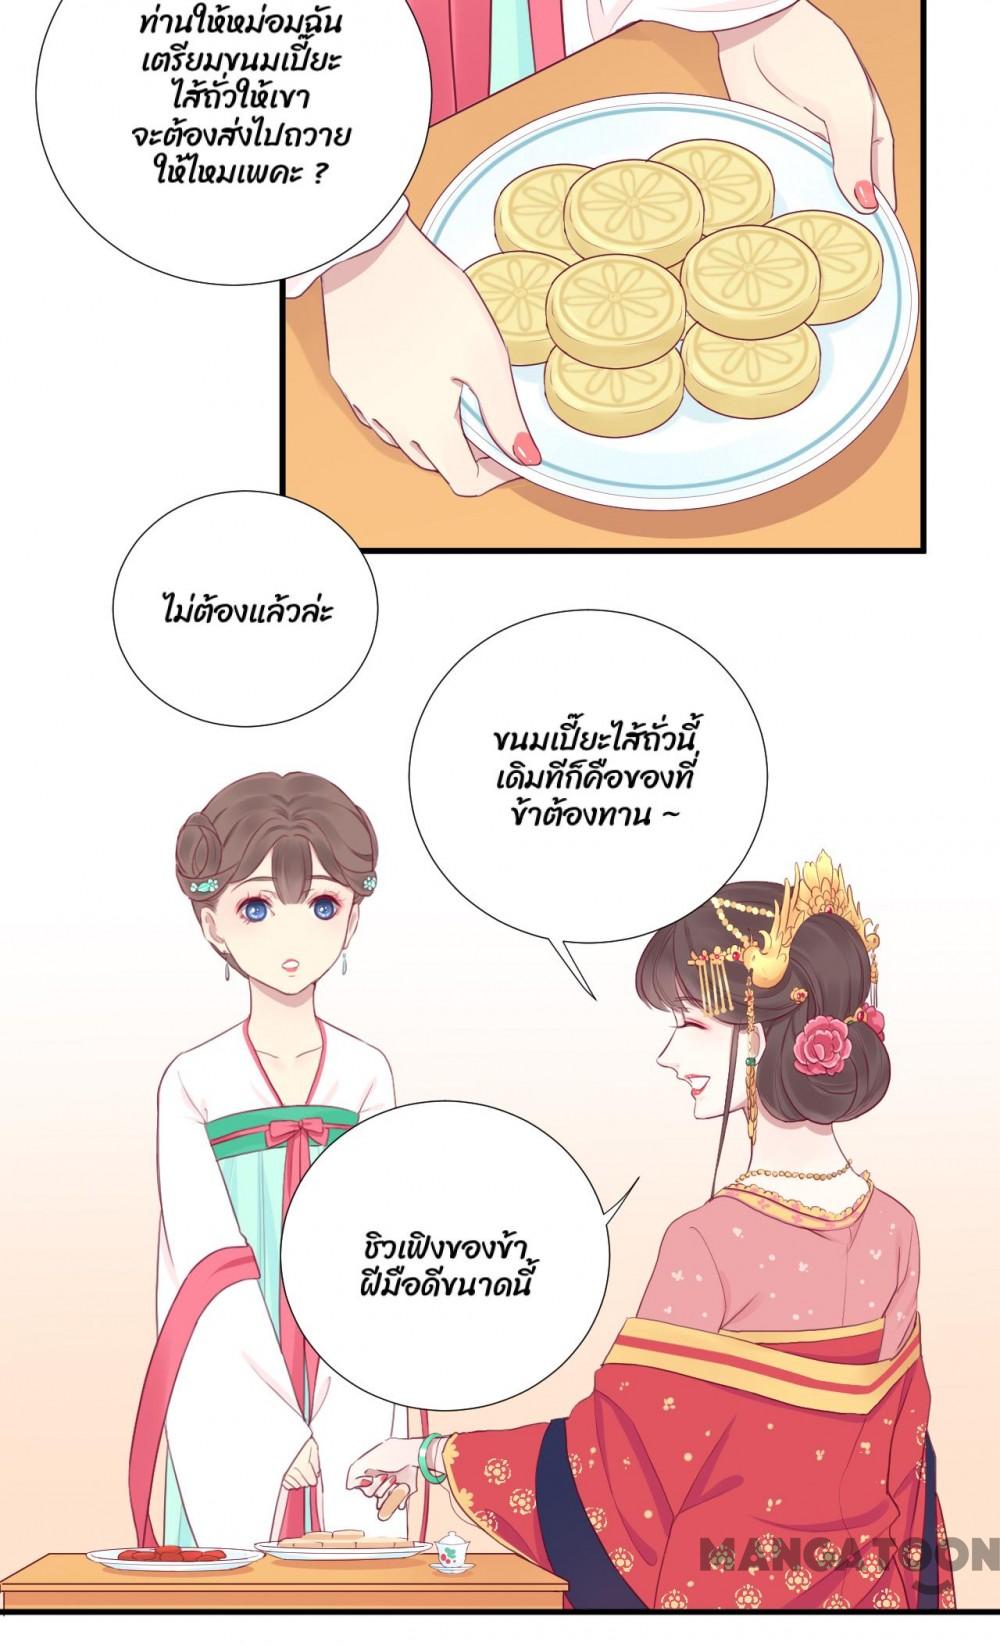 ท่านให้หม่อมฉัน
เตรียมขนมเปี๊ยะ
ไส้ถั่วให้เขา
จะต้องส่งไปถวาย
ให้ไหมเพคะ ?
ไม่ต้องแล้วล่ะ
ขนมเปี๊ยะไส้ถั่วนี้
เดิมทีก็คือของที่
ข้าต้องทาน ~
ชิวเฟิงของข้า
ฝีมือดีขนาดนี้
MANGATOON